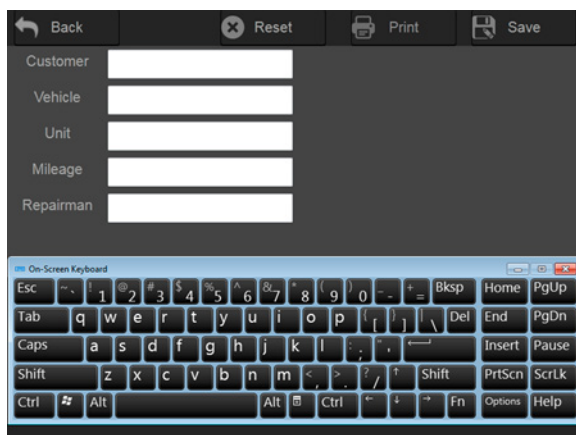 Back Reset Print Save
Customer
Vehicle
Unit
Mileage
Repairman
On-Screen Keyboard
Esc ~ ` ! 1 @ 2 # 3 $ 4 % 5 ^ 6 & 7 * 8 ( 9 ) 0 _ - + = Bksp Home PgUp
Tab q w e r t y u i o p { [ } ] | \ Del End PgDn
Caps a s d f g h j k l : ; " ' Insert Pause
Shift z x c v b n m < , > . ? / ↑ Shift PrtScn ScrLk
Ctrl Alt Alt Ctrl ← ↓ → Fn Options Help